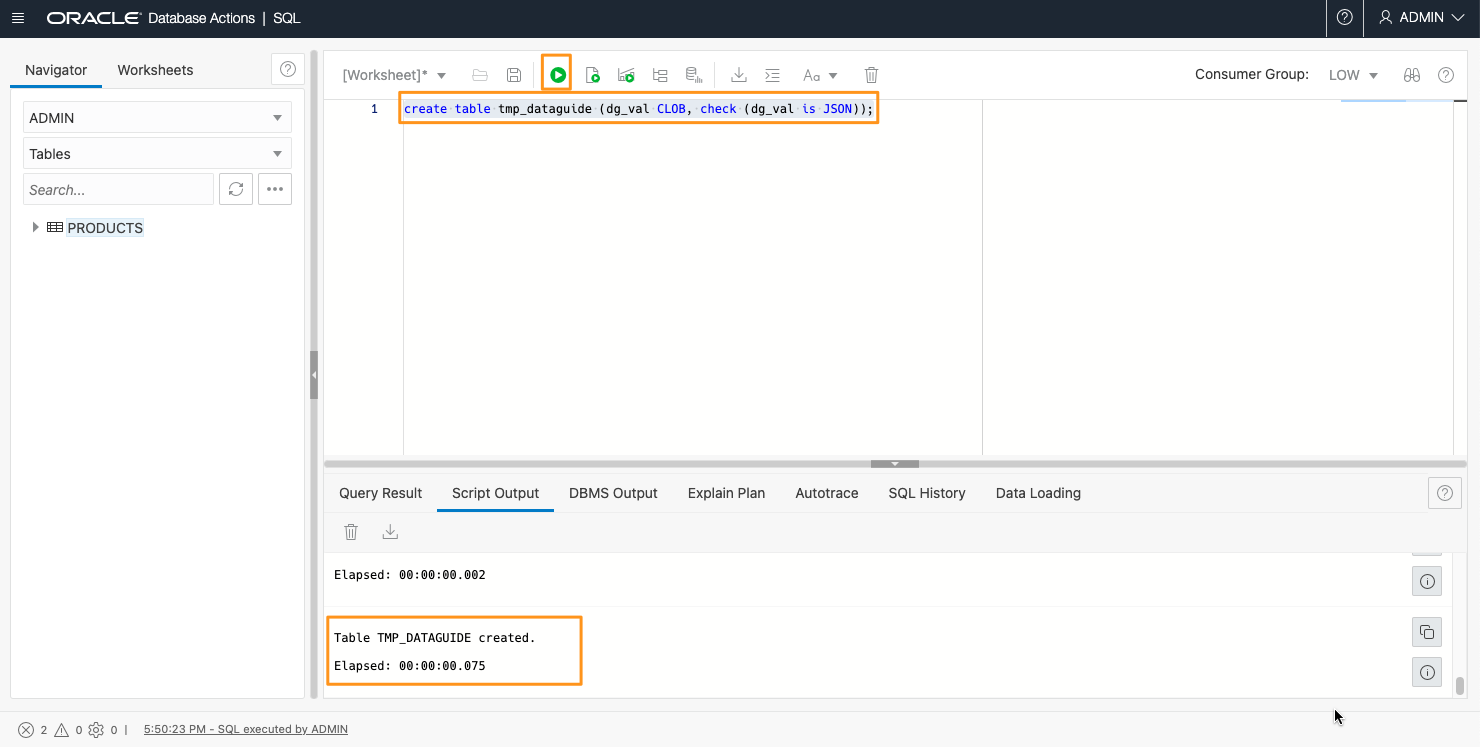 ORACLE Database Actions | SQL
ADMIN
Navigator
Worksheets
ADMIN
Tables
Search...
PRODUCTS
[Worksheet]*
Aa
Consumer Group:
LOW
1
create table tmp_dataguide (dg_val CLOB, check (dg_val is JSON));
Query Result
Script Output
DBMS Output
Explain Plan
Autotrace
SQL History
Data Loading
Elapsed: 00:00:00.002
Table TMP_DATAGUIDE created.
Elapsed: 00:00:00.075
2 0 0 | 5:50:23 PM - SQL executed by ADMIN